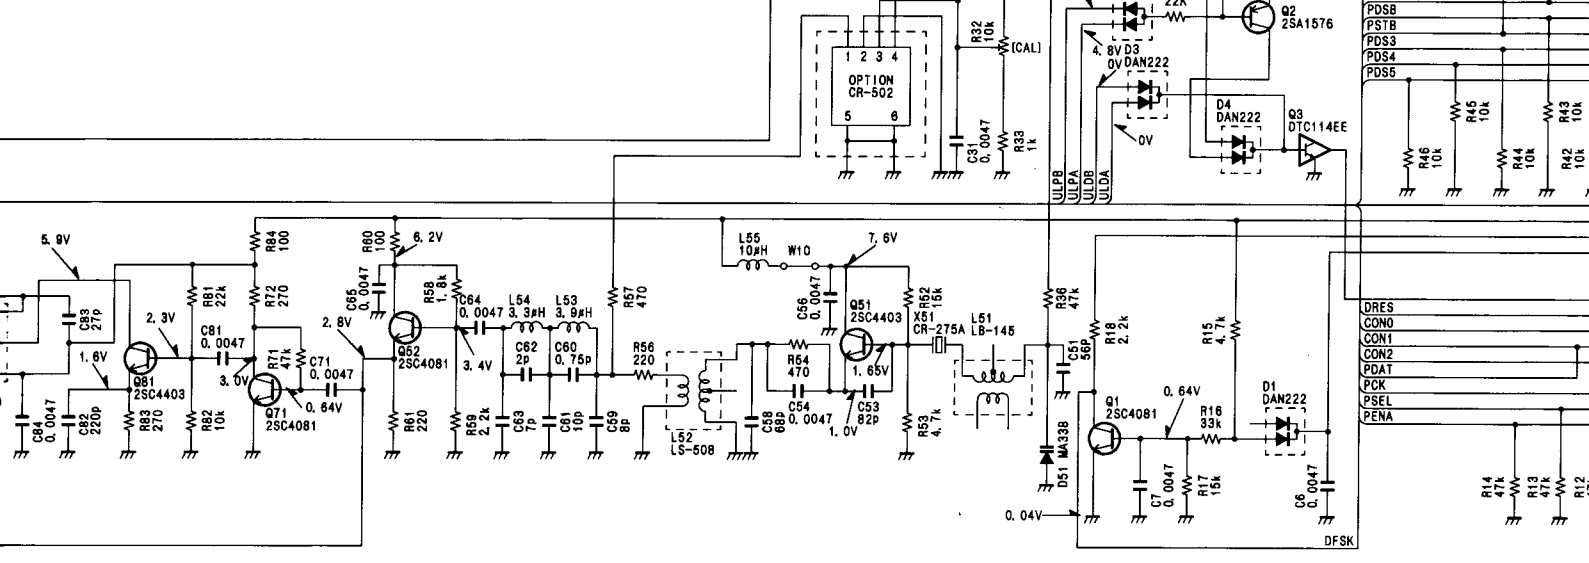 R32
10k
[CAL]
22K
Q2
2SA1576
PDS8
PSTB
PDS3
PDS4
PDS5
1 2 3 4
OPTION
CR-502
5 6
C31
0.0047
R33
1k
4.8V
0V
D3
DAN222
0V
D4
DAN222
Q3
DTC114EE
R45
10k
R43
10k
R46
10k
R44
10k
R42
10k
ULPB
ULPA
ULDB
ULDA
5.9V
R84
100
R60
100
6.2V
L55
10μH
W10
7.6V
C83
27p
R81
22k
R72
270
C65
0.0047
R58
1.8k
C64
0.0047
L54
3.3μH
L53
3.9μH
R57
470
C56
0.0047
Q51
2SC4403
R52
15k
X51
CR-275A
L51
LB-145
R36
47k
R18
2.2k
R15
4.7k
DRES
CON0
CON1
CON2
PDAT
PCK
PSEL
PENA
2.3V
C81
0.0047
1.6V
R71
47k
C71
0.0047
2.8V
3.0V
Q52
2SC4081
3.4V
C62
2p
C60
0.75p
R56
220
R54
470
1.65V
C51
56P
Q81
2SC4403
Q71
2SC4081
0.64V
C84
0.0047
C82
220p
R83
270
R82
10k
R61
220
R59
2.2k
C63
7p
C61
10p
C59
8p
L52
LS-508
C58
68p
C54
0.0047
C53
82p
1.0V
R53
4.7k
D51 MA338
Q1
2SC4081
0.64V
R16
33k
D1
DAN222
C7
0.0047
R17
15k
C6
0.0047
0.04V
DFSK
R14
47k
R13
47k
R12